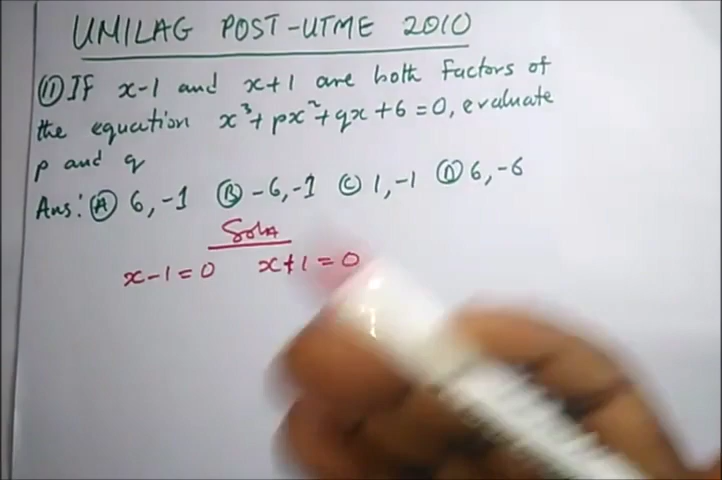 UMILAG POST-UTME 2010
(11) If x-1 and x+1 are both factors of
the equation x³+px²+qx+6=0, evaluate
p and q
Ans: (A) 6,-1 (B) -6,-1 (C) 1,-1 (D) 6,-6
Soln
x-1=0 x+1=0